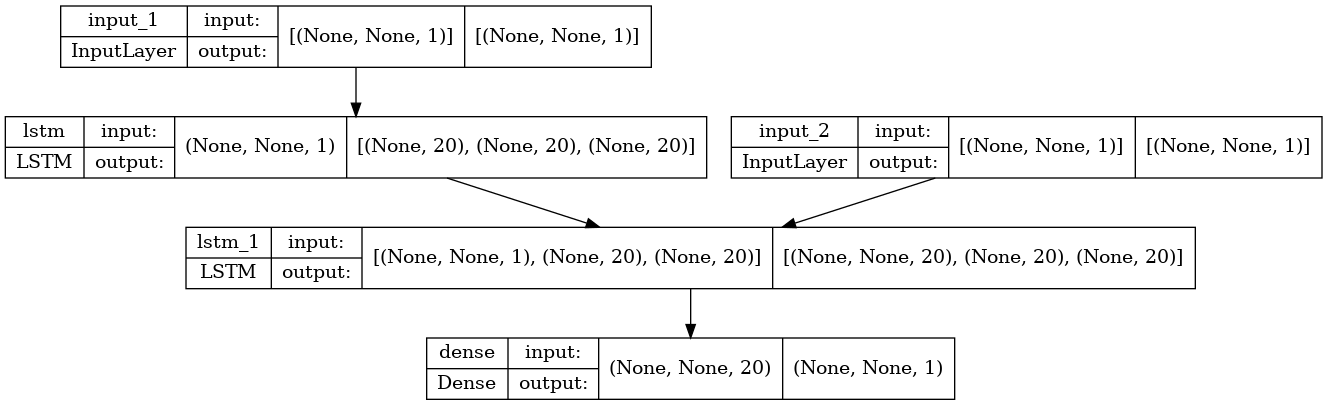 input_1 input: [(None, None, 1)] [(None, None, 1)]
InputLayer output:
lstm input: (None, None, 1) [(None, 20), (None, 20), (None, 20)]
LSTM output:
input_2 input: [(None, None, 1)] [(None, None, 1)]
InputLayer output:
lstm_1 input: [(None, None, 1), (None, 20), (None, 20)] [(None, None, 20), (None, 20), (None, 20)]
LSTM output:
dense input: (None, None, 20) (None, None, 1)
Dense output: